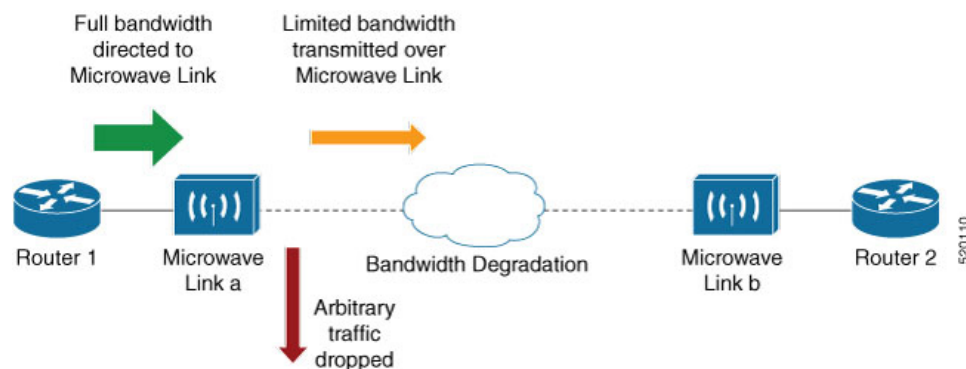 Full bandwidth
directed to
Microwave Link
Limited bandwidth
transmitted over
Microwave Link
Router 1
Microwave
Link a
Bandwidth Degradation
Microwave
Link b
Router 2
520110
Arbitrary
traffic
dropped